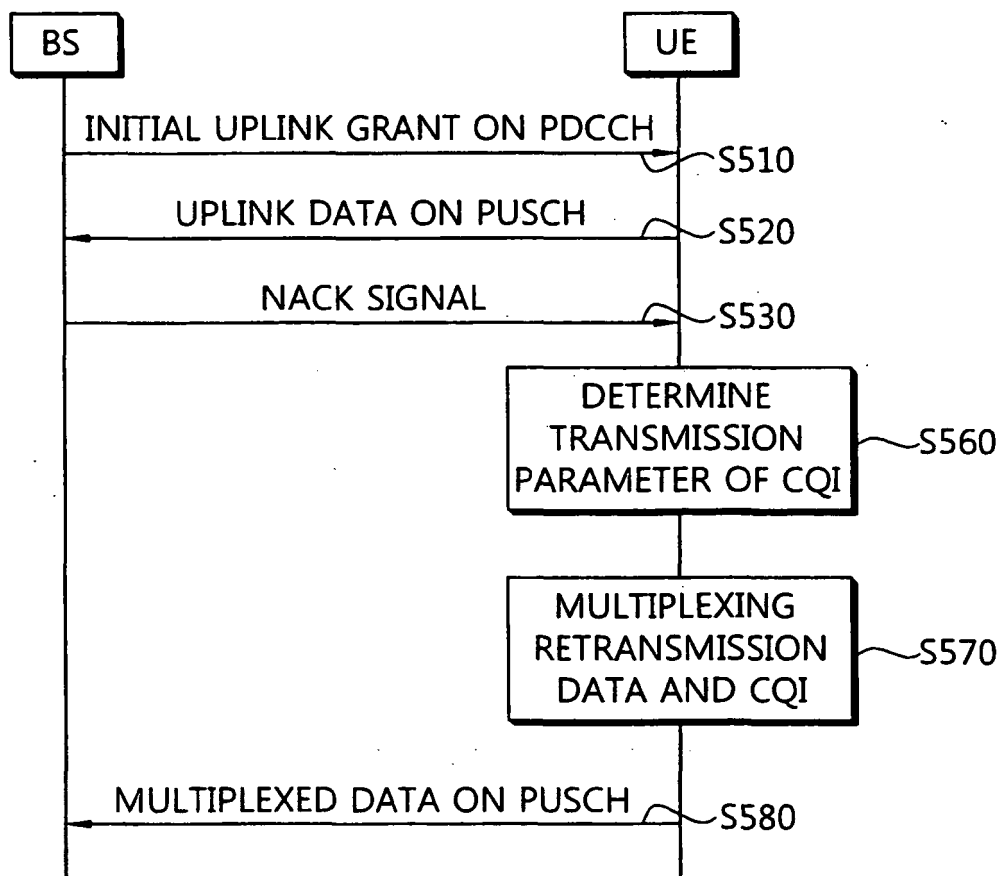 BS
UE
INITIAL UPLINK GRANT ON PDCCH
S510
UPLINK DATA ON PUSCH
S520
NACK SIGNAL
S530
DETERMINE
TRANSMISSION
PARAMETER OF CQI
S560
MULTIPLEXING
RETRANSMISSION
DATA AND CQI
S570
MULTIPLEXED DATA ON PUSCH
S580